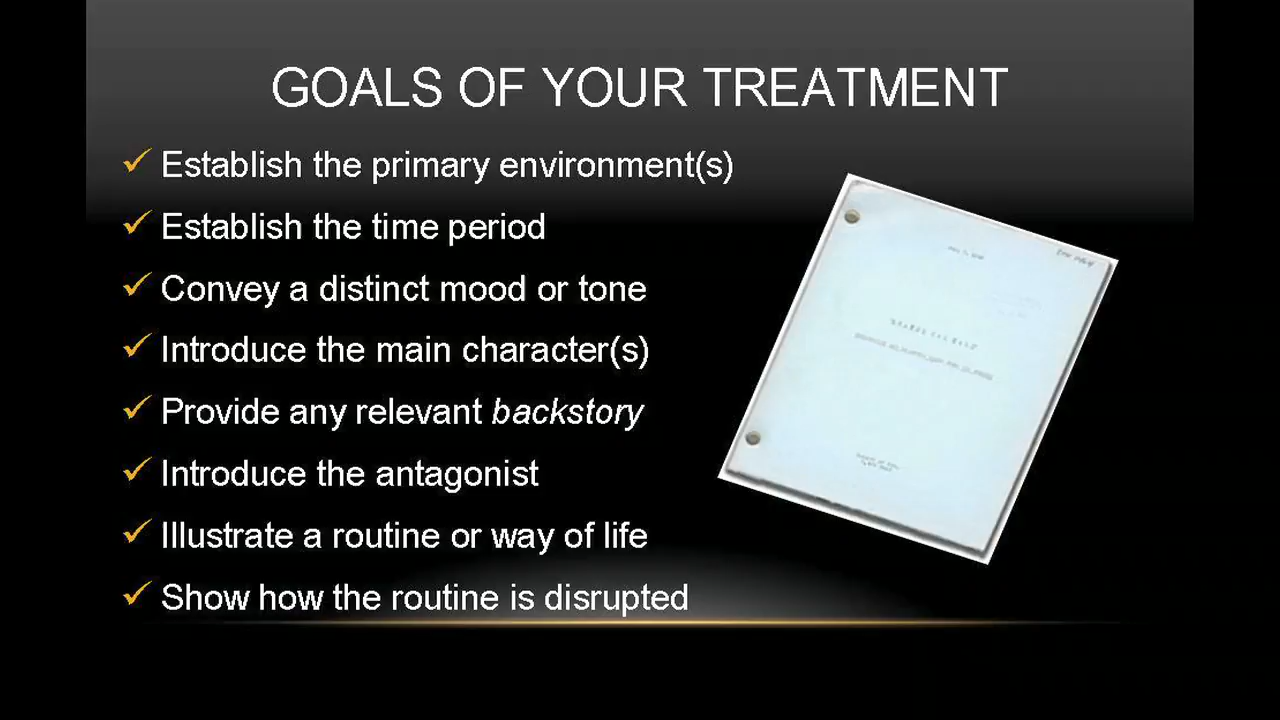 GOALS OF YOUR TREATMENT
Establish the primary environment(s)
Establish the time period
Convey a distinct mood or tone
Introduce the main character(s)
Provide any relevant backstory
Introduce the antagonist
Illustrate a routine or way of life
Show how the routine is disrupted